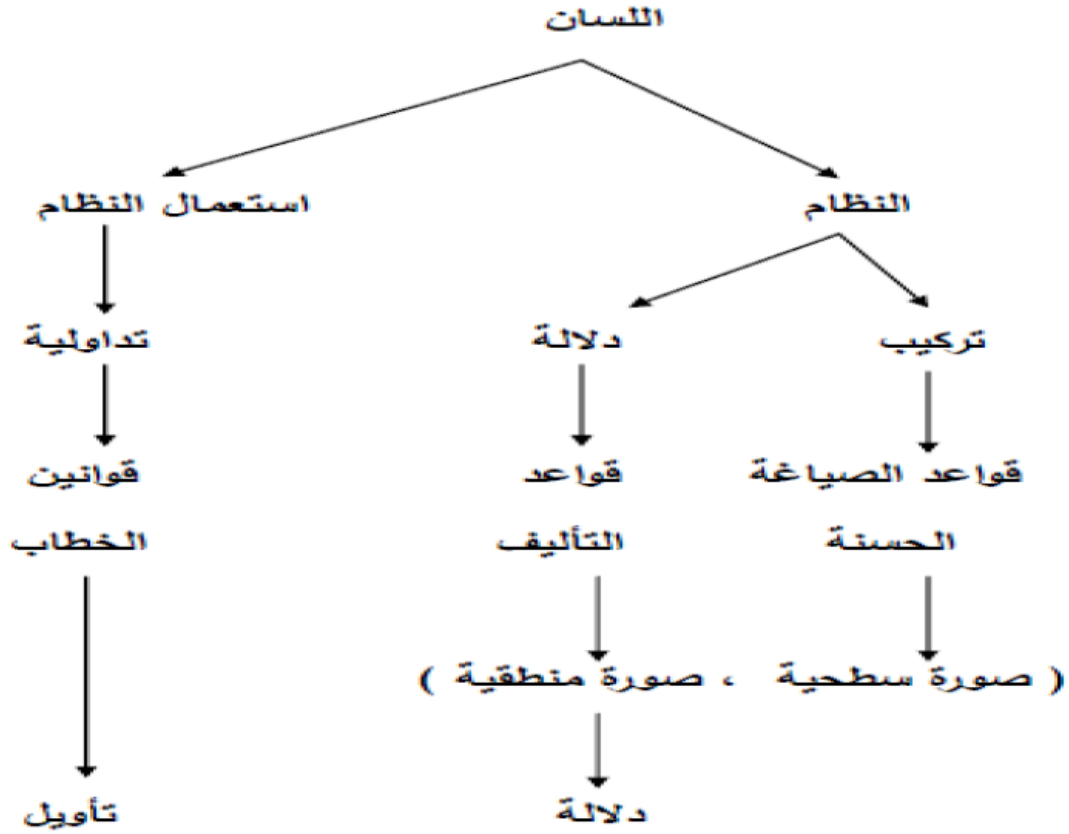 اللسان
النظام استعمال النظام
تركيب دلالة تداولية
قواعد الصياغة قواعد قوانين
الحسنة التأليف الخطاب
( صورة سطحية ، صورة منطقية )
دلالة تأويل